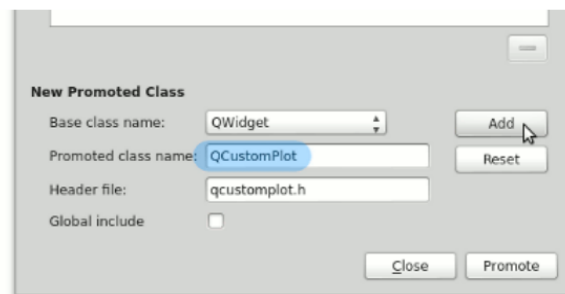 New Promoted Class
Base class name: QWidget Add
Promoted class name: QCustomPlot Reset
Header file: qcustomplot.h
Global include
Close Promote